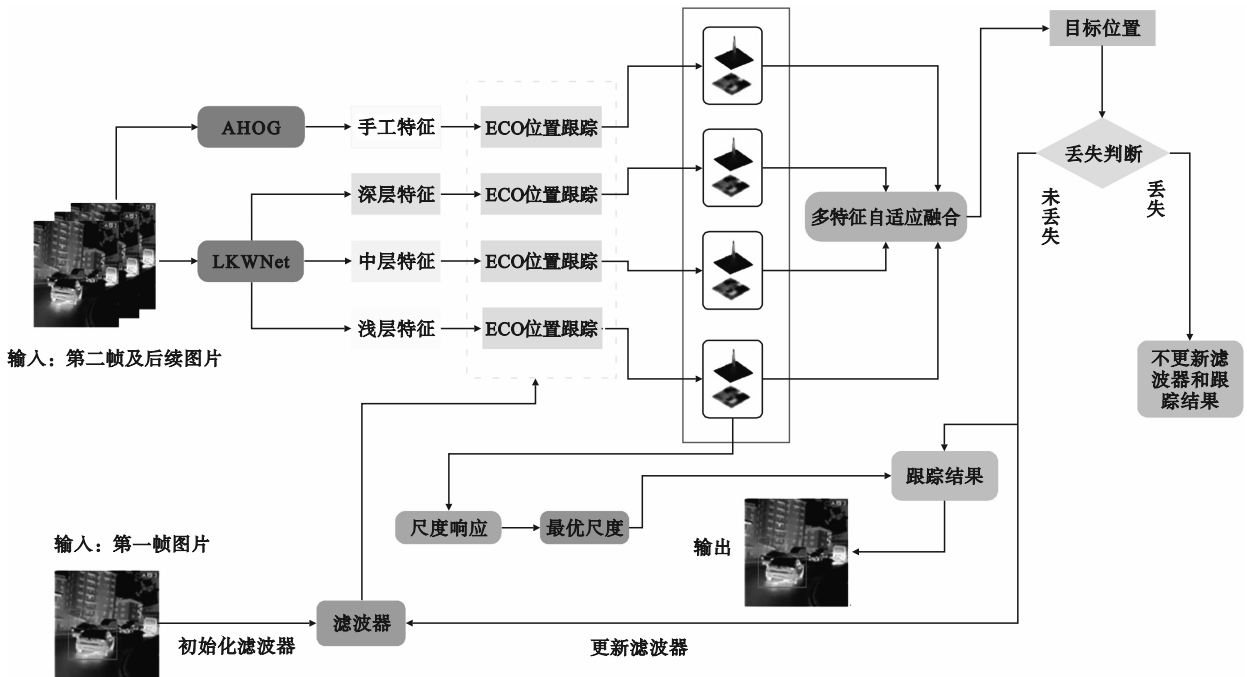 目标位置
AHOG
手工特征
ECO位置跟踪
丢失判断
深层特征
ECO位置跟踪
多特征自适应融合
未丢失
丢失
LKWNet
中层特征
ECO位置跟踪
浅层特征
ECO位置跟踪
输入：第二帧及后续图片
不更新滤
波器和跟
踪结果
跟踪结果
尺度响应
最优尺度
输出
输入：第一帧图片
滤波器
初始化滤波器
更新滤波器